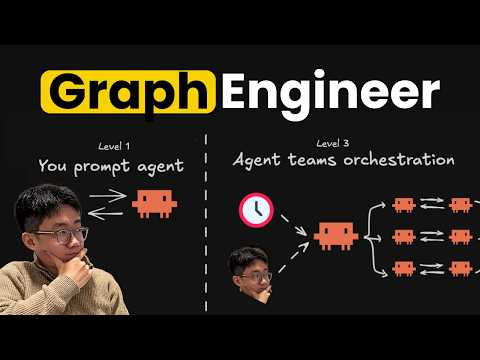 Graph Engineer
Level 1
You prompt agent
Level 3
Agent teams orchestration